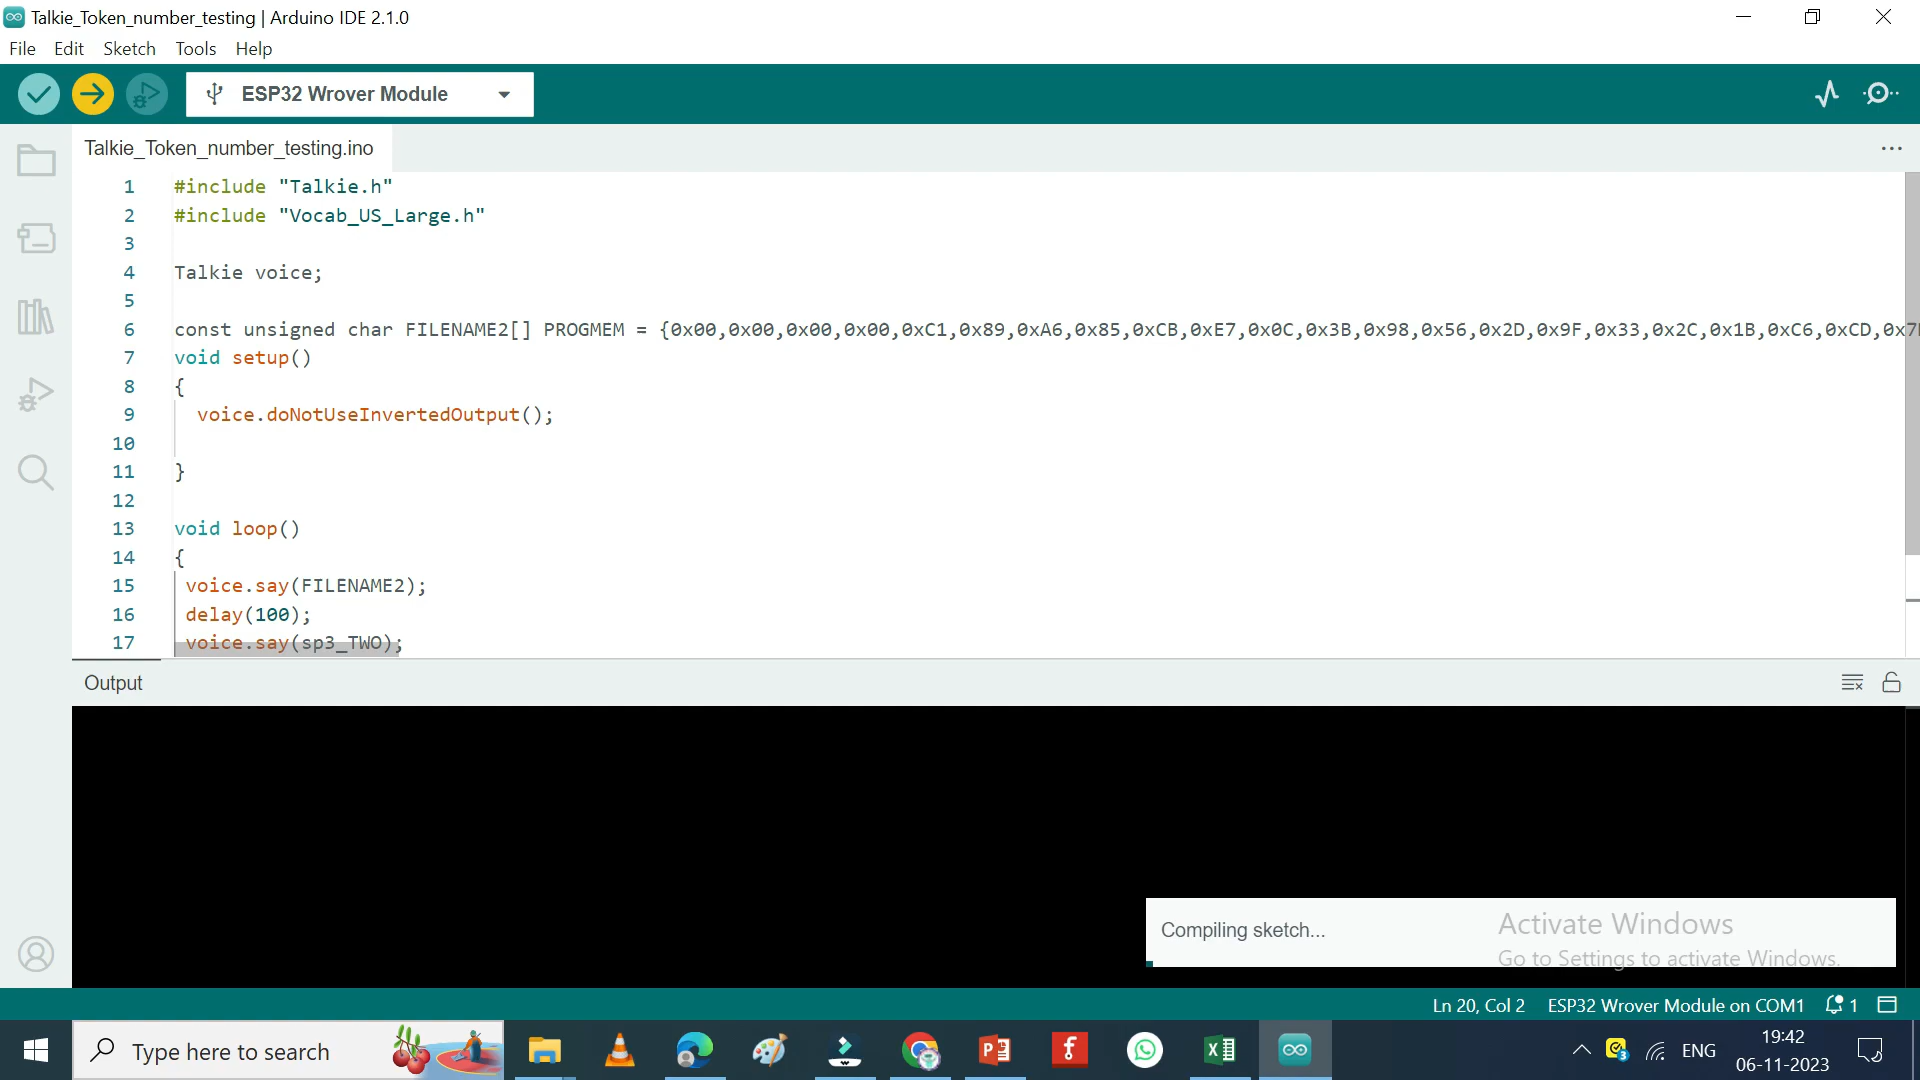 Talkie_Token_number_testing | Arduino IDE 2.1.0
File Edit Sketch Tools Help
ESP32 Wrover Module
Talkie_Token_number_testing.ino
1 #include "Talkie.h"
2 #include "Vocab_US_Large.h"
3
4 Talkie voice;
5
6 const unsigned char FILENAME2[] PROGMEM = {0x00,0x00,0x00,0x00,0xC1,0x89,0xA6,0x85,0xCB,0xE7,0x0C,0x3B,0x98,0x56,0x2D,0x9F,0x33,0x2C,0x1B,0xC6,0xCD,0x7
7 void setup()
8 {
9 voice.doNotUseInvertedOutput();
10
11 }
12
13 void loop()
14 {
15 voice.say(FILENAME2);
16 delay(100);
17 voice.say(sp3_TWO);
Output
Compiling sketch...
Activate Windows
Go to Settings to activate Windows.
Ln 20, Col 2 ESP32 Wrover Module on COM1 1
Type here to search
ENG
19:42
06-11-2023